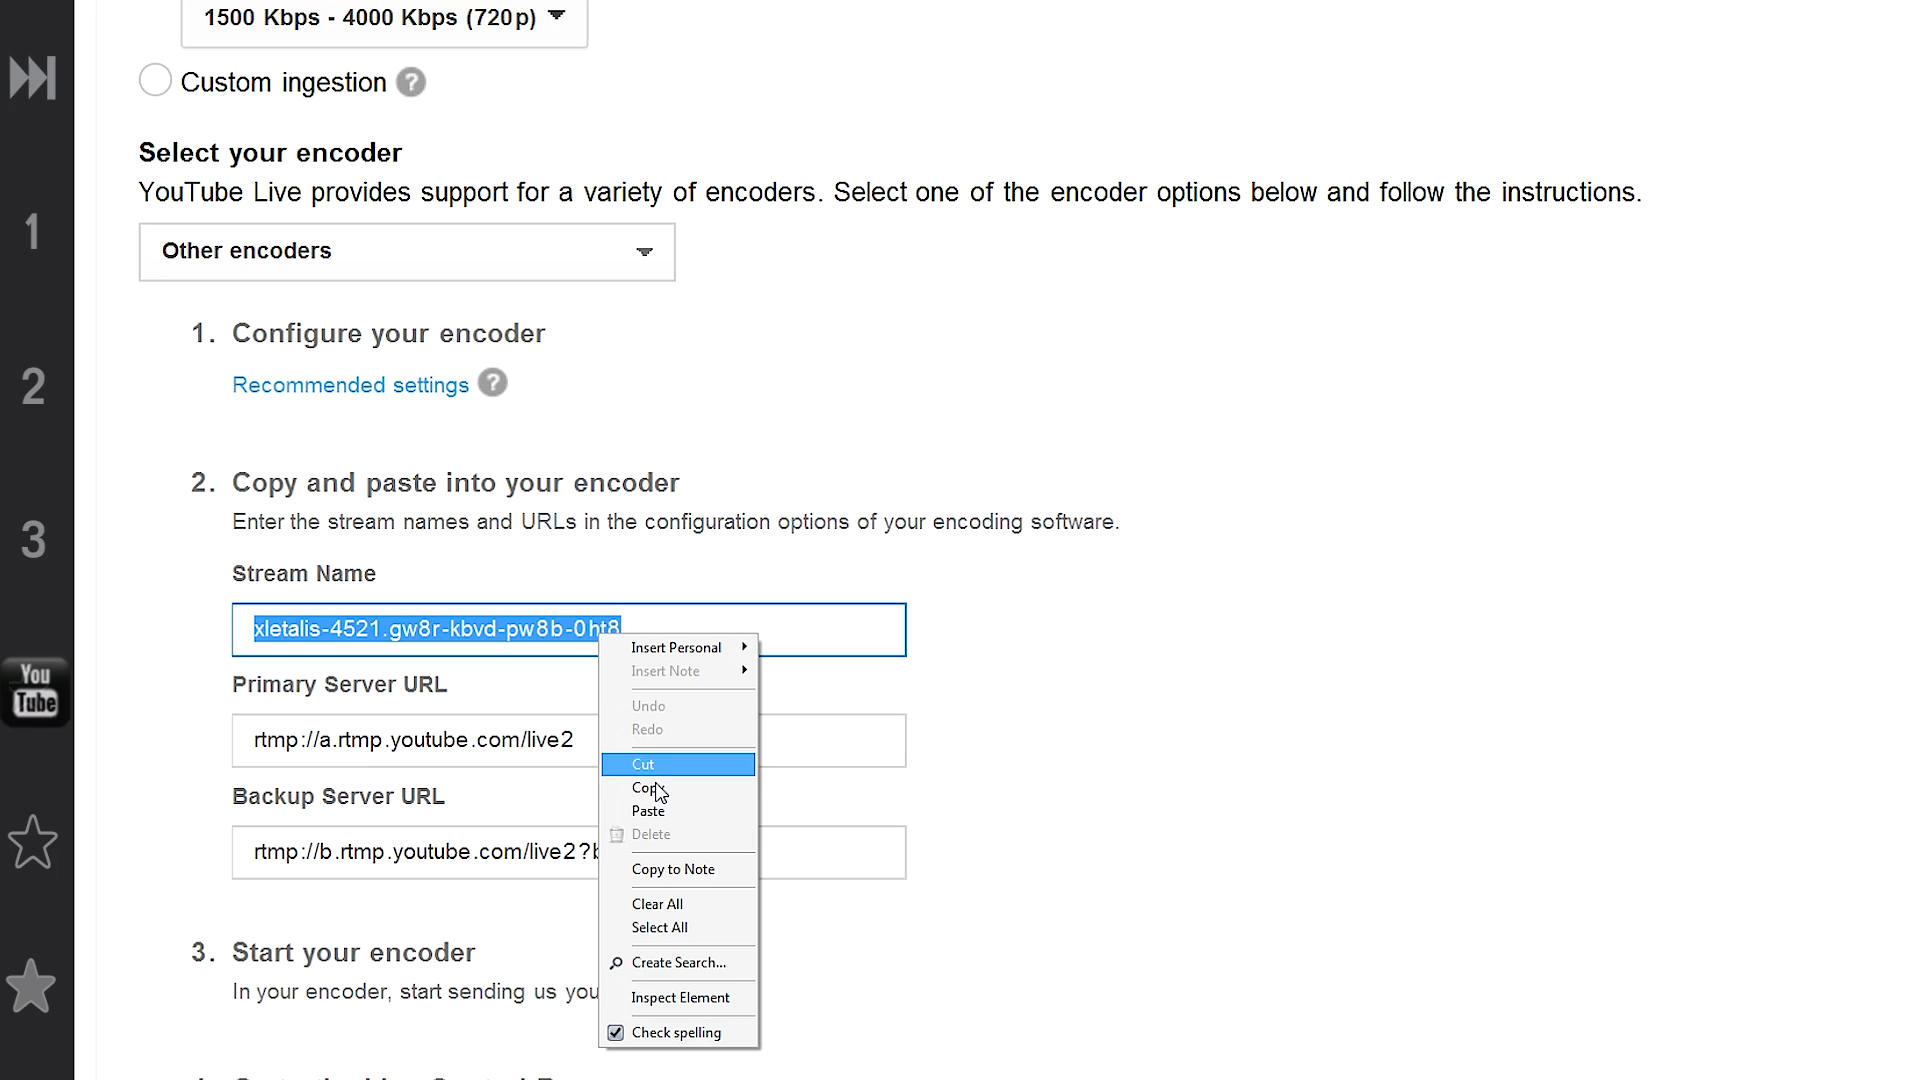 1500 Kbps - 4000 Kbps (720p)
Custom ingestion ?
Select your encoder
YouTube Live provides support for a variety of encoders. Select one of the encoder options below and follow the instructions.
Other encoders
1. Configure your encoder
Recommended settings ?
2. Copy and paste into your encoder
Enter the stream names and URLs in the configuration options of your encoding software.
Stream Name
xletalis-4521.gw8r-kbvd-pw8b-0ht8
Primary Server URL
rtmp://a.rtmp.youtube.com/live2
Backup Server URL
rtmp://b.rtmp.youtube.com/live2?b
3. Start your encoder
In your encoder, start sending us you
Insert Personal
Insert Note
Undo
Redo
Cut
Copy
Paste
Delete
Copy to Note
Clear All
Select All
Create Search...
Inspect Element
Check spelling
1
2
3
You
Tube